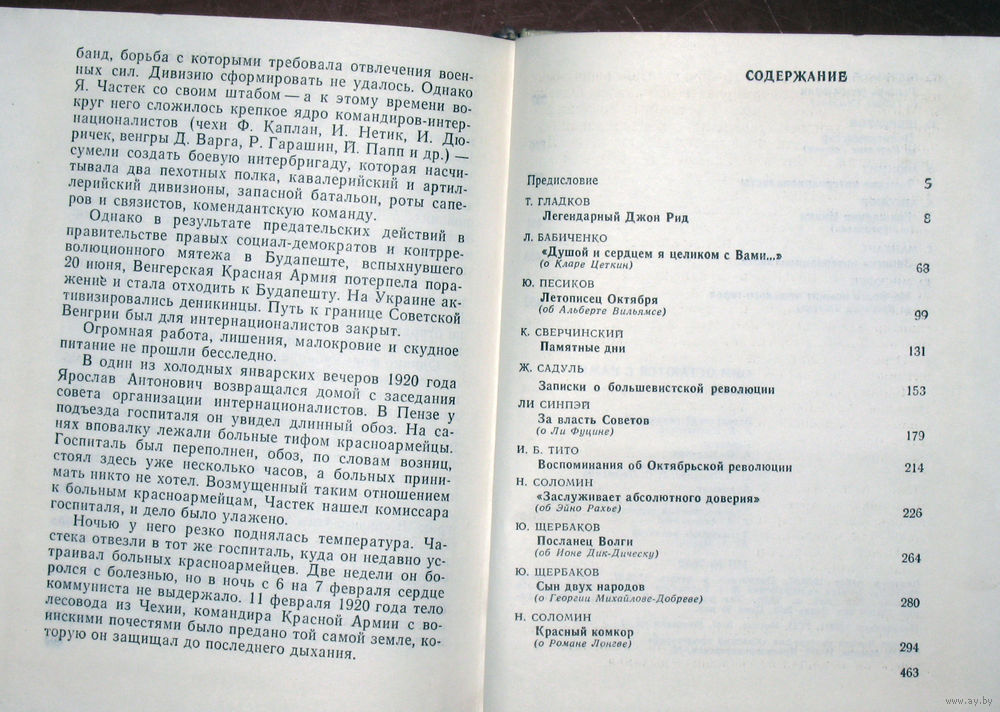 банд, борьба с которыми требовала отвлечения воен-
ных сил. Дивизию сформировать не удалось. Однако
Я. Частек со своим штабом — а к этому времени во-
круг него сложилось крепкое ядро командиров-интер-
националистов (чехи Ф. Каплан, И. Нетик, И. Дю-
ричек, венгры Д. Варга, Р. Гарашин, Й. Папп и др.) —
сумели создать боевую интербригаду, которая насчи-
тывала два пехотных полка, кавалерийский и артил-
лерийский дивизионы, запасной батальон, роты сапе-
ров и связистов, комендантскую команду.
Однако в результате предательских действий в
правительстве правых социал-демократов и контрре-
волюционного мятежа в Будапеште, вспыхнувшего
20 июня, Венгерская Красная Армия потерпела пора-
жение и стала отходить к Будапешту. На Украине ак-
тивизировались деникинцы. Путь к границе Советской
Венгрии был для интернационалистов закрыт.
Огромная работа, лишения, малокровие и скудное
питание не прошли бесследно.
В один из холодных январских вечеров 1920 года
Ярослав Антонович возвращался домой с заседания
совета организации интернационалистов. В Пензе у
подъезда госпиталя он увидел длинный обоз. На са-
нях вповалку лежали больные тифом красноармейцы.
Госпиталь был переполнен, обоз, по словам возниц,
стоял здесь уже несколько часов, а больных прини-
мать никто не хотел. Возмущенный таким отношением
к больным красноармейцам, Частек нашел комиссара
госпиталя, и дело было улажено.
Ночью у него резко поднялась температура. Ча-
стека отвезли в тот же госпиталь, куда он недавно ус-
траивал больных красноармейцев. Две недели он бо-
ролся с болезнью, но в ночь с 6 на 7 февраля сердце
коммуниста не выдержало. 11 февраля 1920 года тело
лесовода из Чехии, командира Красной Армии с во-
инскими почестями было предано той самой земле, ко-
торую он защищал до последнего дыхания.
СОДЕРЖАНИЕ
Предисловие 5
Т. ГЛАДКОВ
Легендарный Джон Рид 8
Л. БАБИЧЕНКО
«Душой и сердцем я целиком с Вами...»
(о Кларе Цеткин) 68
Ю. ПЕСИКОВ
Летописец Октября
(об Альберте Вильямсе) 99
К. СВЕРЧИНСКИЙ
Памятные дни 131
Ж. САДУЛЬ
Записки о большевистской революции 153
ЛИ СИНПЭЙ
За власть Советов
(о Ли Фуцине) 179
И. Б. ТИТО
Воспоминания об Октябрьской революции 214
Н. СОЛОМИН
«Заслуживает абсолютного доверия»
(об Эйно Рахье) 226
Ю. ЩЕРБАКОВ
Посланец Волги
(об Ионе Дик-Дическу) 264
Ю. ЩЕРБАКОВ
Сын двух народов
(о Георгии Михайлове-Добреве) 280
Н. СОЛОМИН
Красный комкор
(о Романе Лонгве) 294
463
www.ay.by